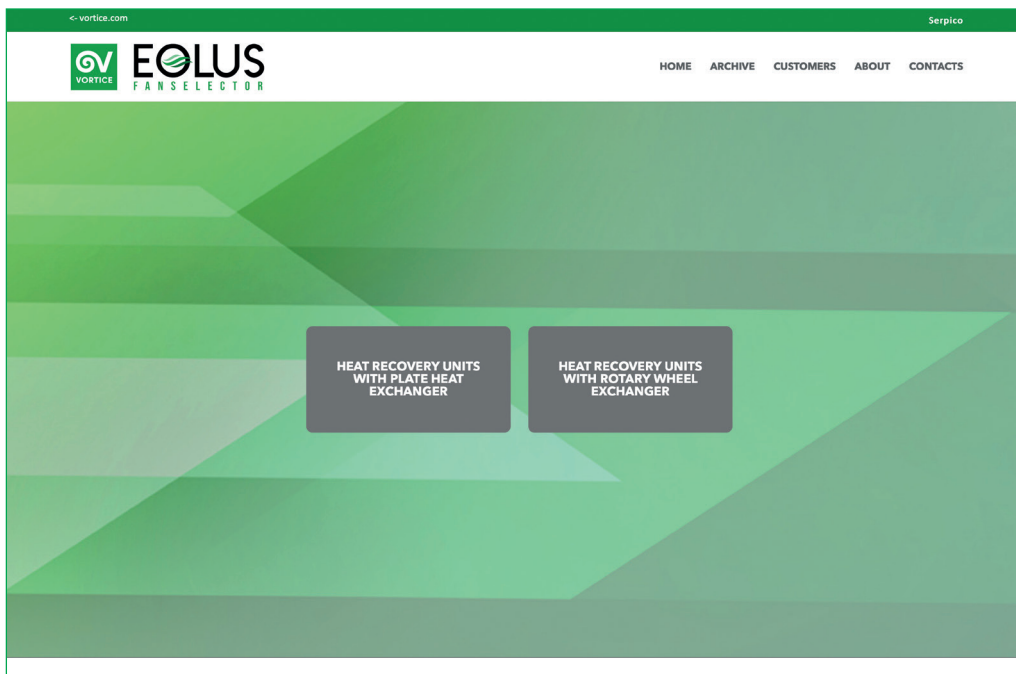 <- vortice.com
Serpico
VORTICE
EOLUS
FANSELECTOR
HOME ARCHIVE CUSTOMERS ABOUT CONTACTS
HEAT RECOVERY UNITS
WITH PLATE HEAT
EXCHANGER
HEAT RECOVERY UNITS
WITH ROTARY WHEEL
EXCHANGER